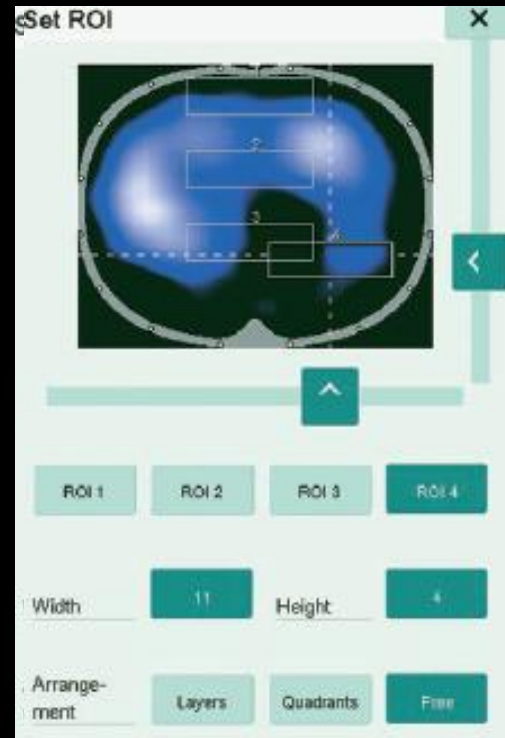 Set ROI
2
3
4
ROI 1 ROI 2 ROI 3 ROI 4
Width 11 Height 4
Arrange-
ment Layers Quadrants Free